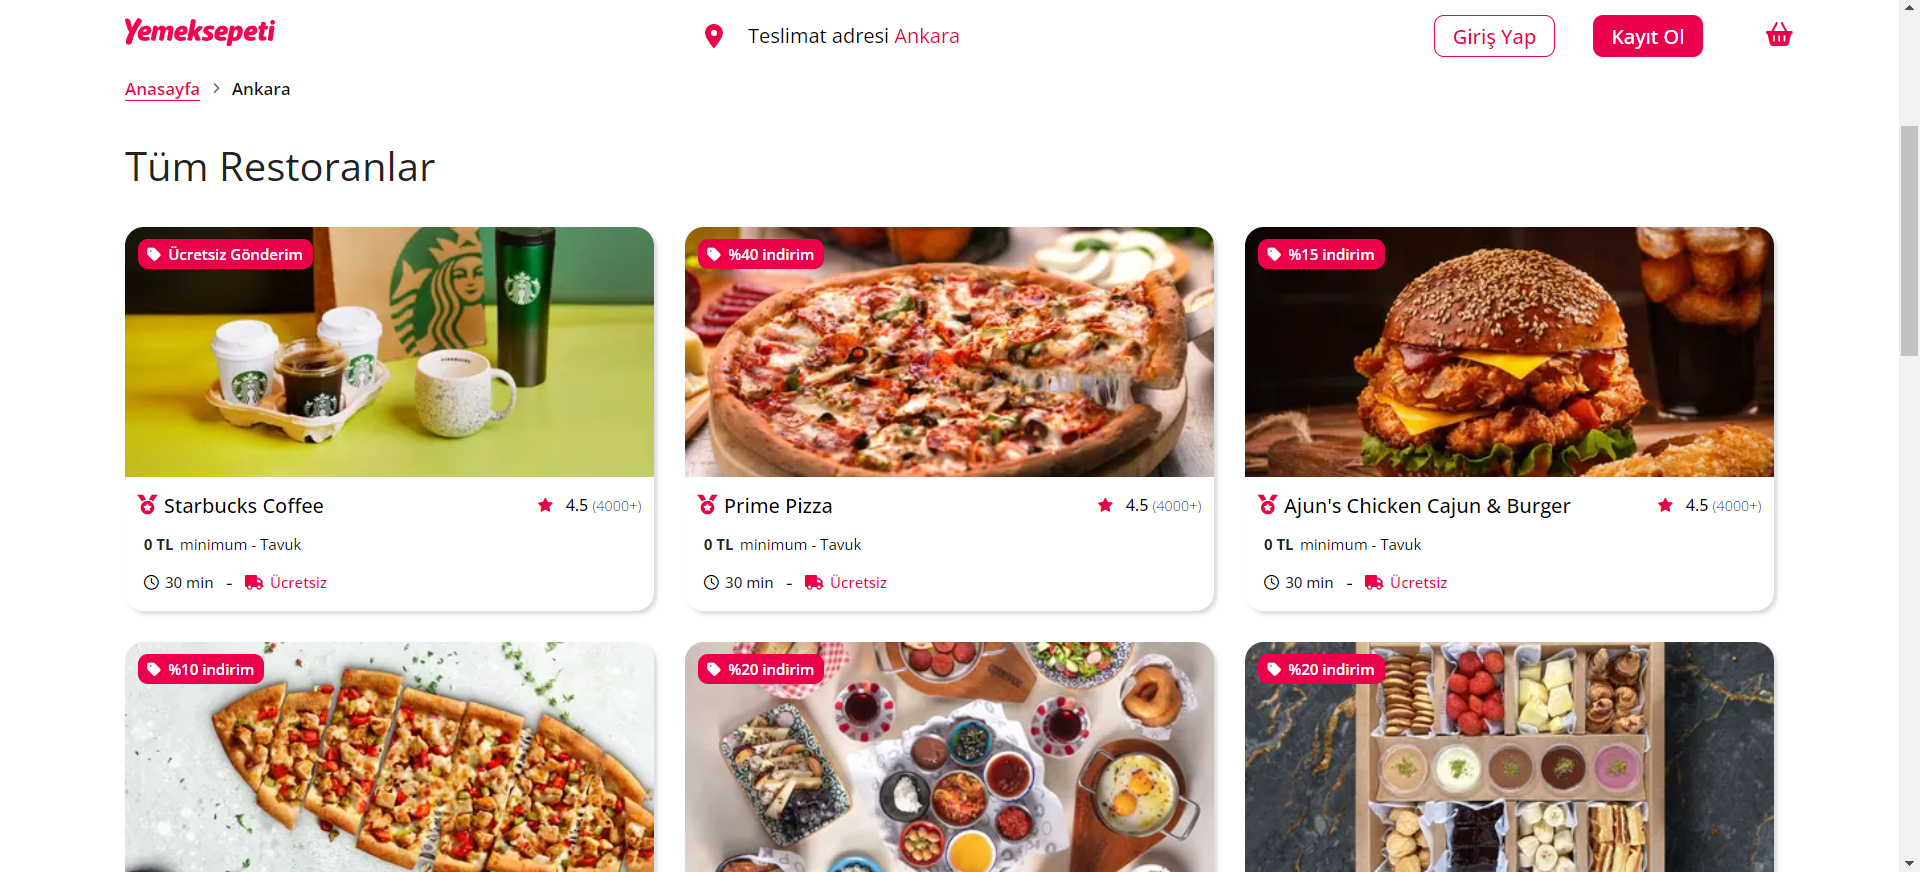 Yemeksepeti
Teslimat adresi Ankara
Giriş Yap
Kayıt Ol
Anasayfa > Ankara
Tüm Restoranlar
Ücretsiz Gönderim
%40 indirim
%15 indirim
Starbucks Coffee
4.5 (4000+)
0 TL minimum - Tavuk
30 min - Ücretsiz
Prime Pizza
4.5 (4000+)
0 TL minimum - Tavuk
30 min - Ücretsiz
Ajun's Chicken Cajun & Burger
4.5 (4000+)
0 TL minimum - Tavuk
30 min - Ücretsiz
%10 indirim
%20 indirim
%20 indirim